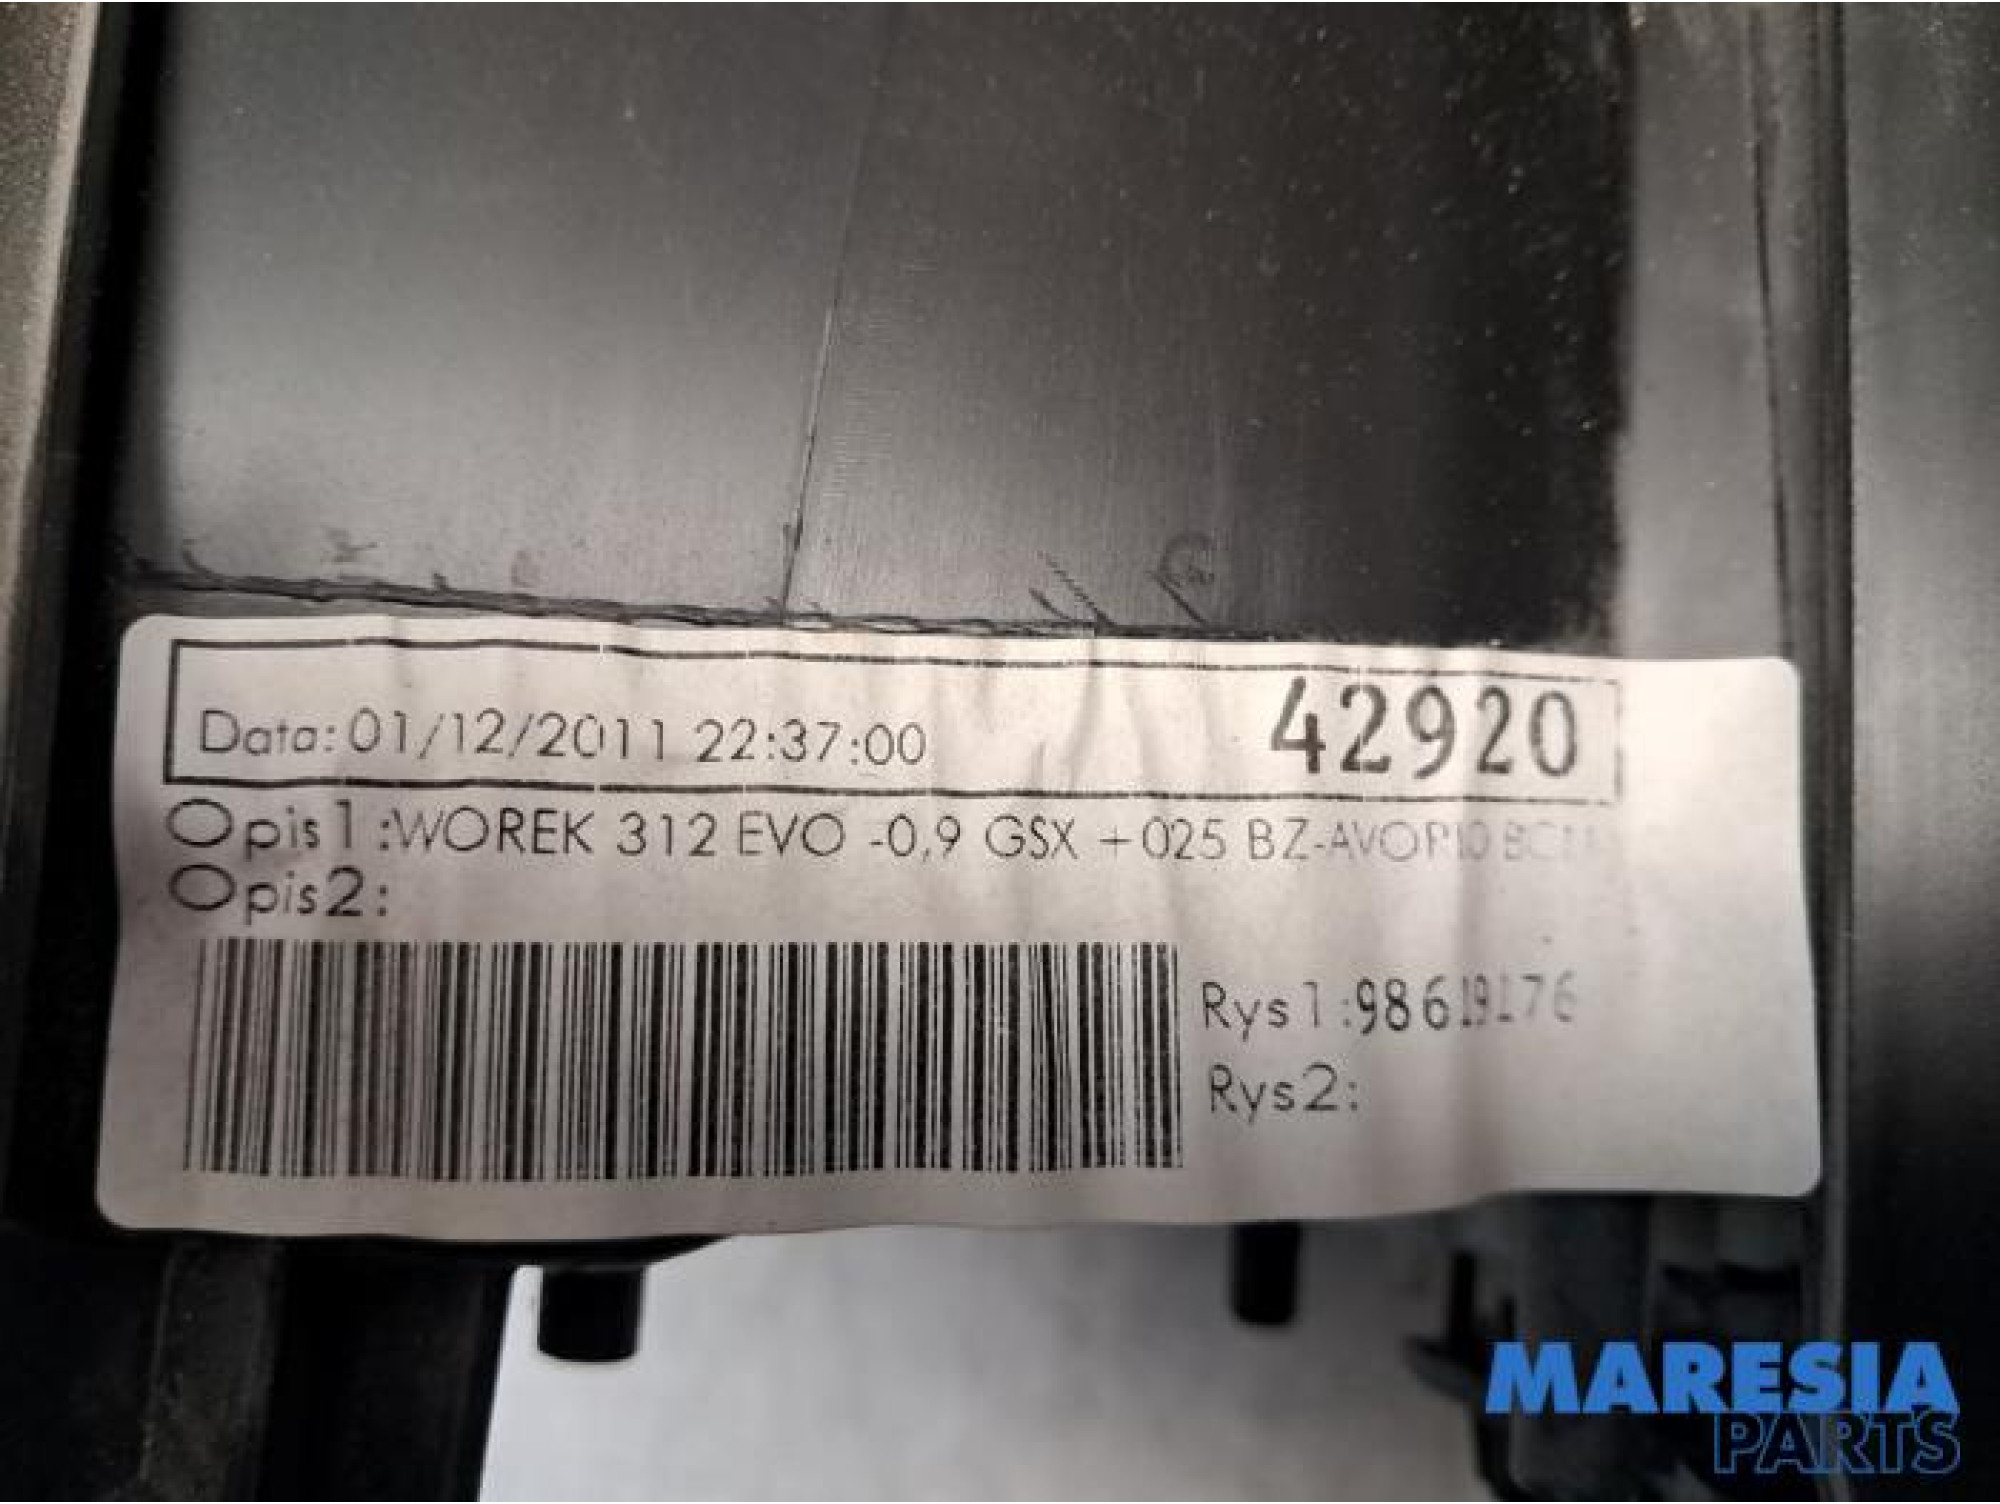 Data: 01/12/2011 22:37:00 42920
Opis1:WOREK 312 EVO -0,9 GSX +025 BZ-AVORIO
Opis2:
Rys1:98619176
Rys2:
MARESIA
PARTS